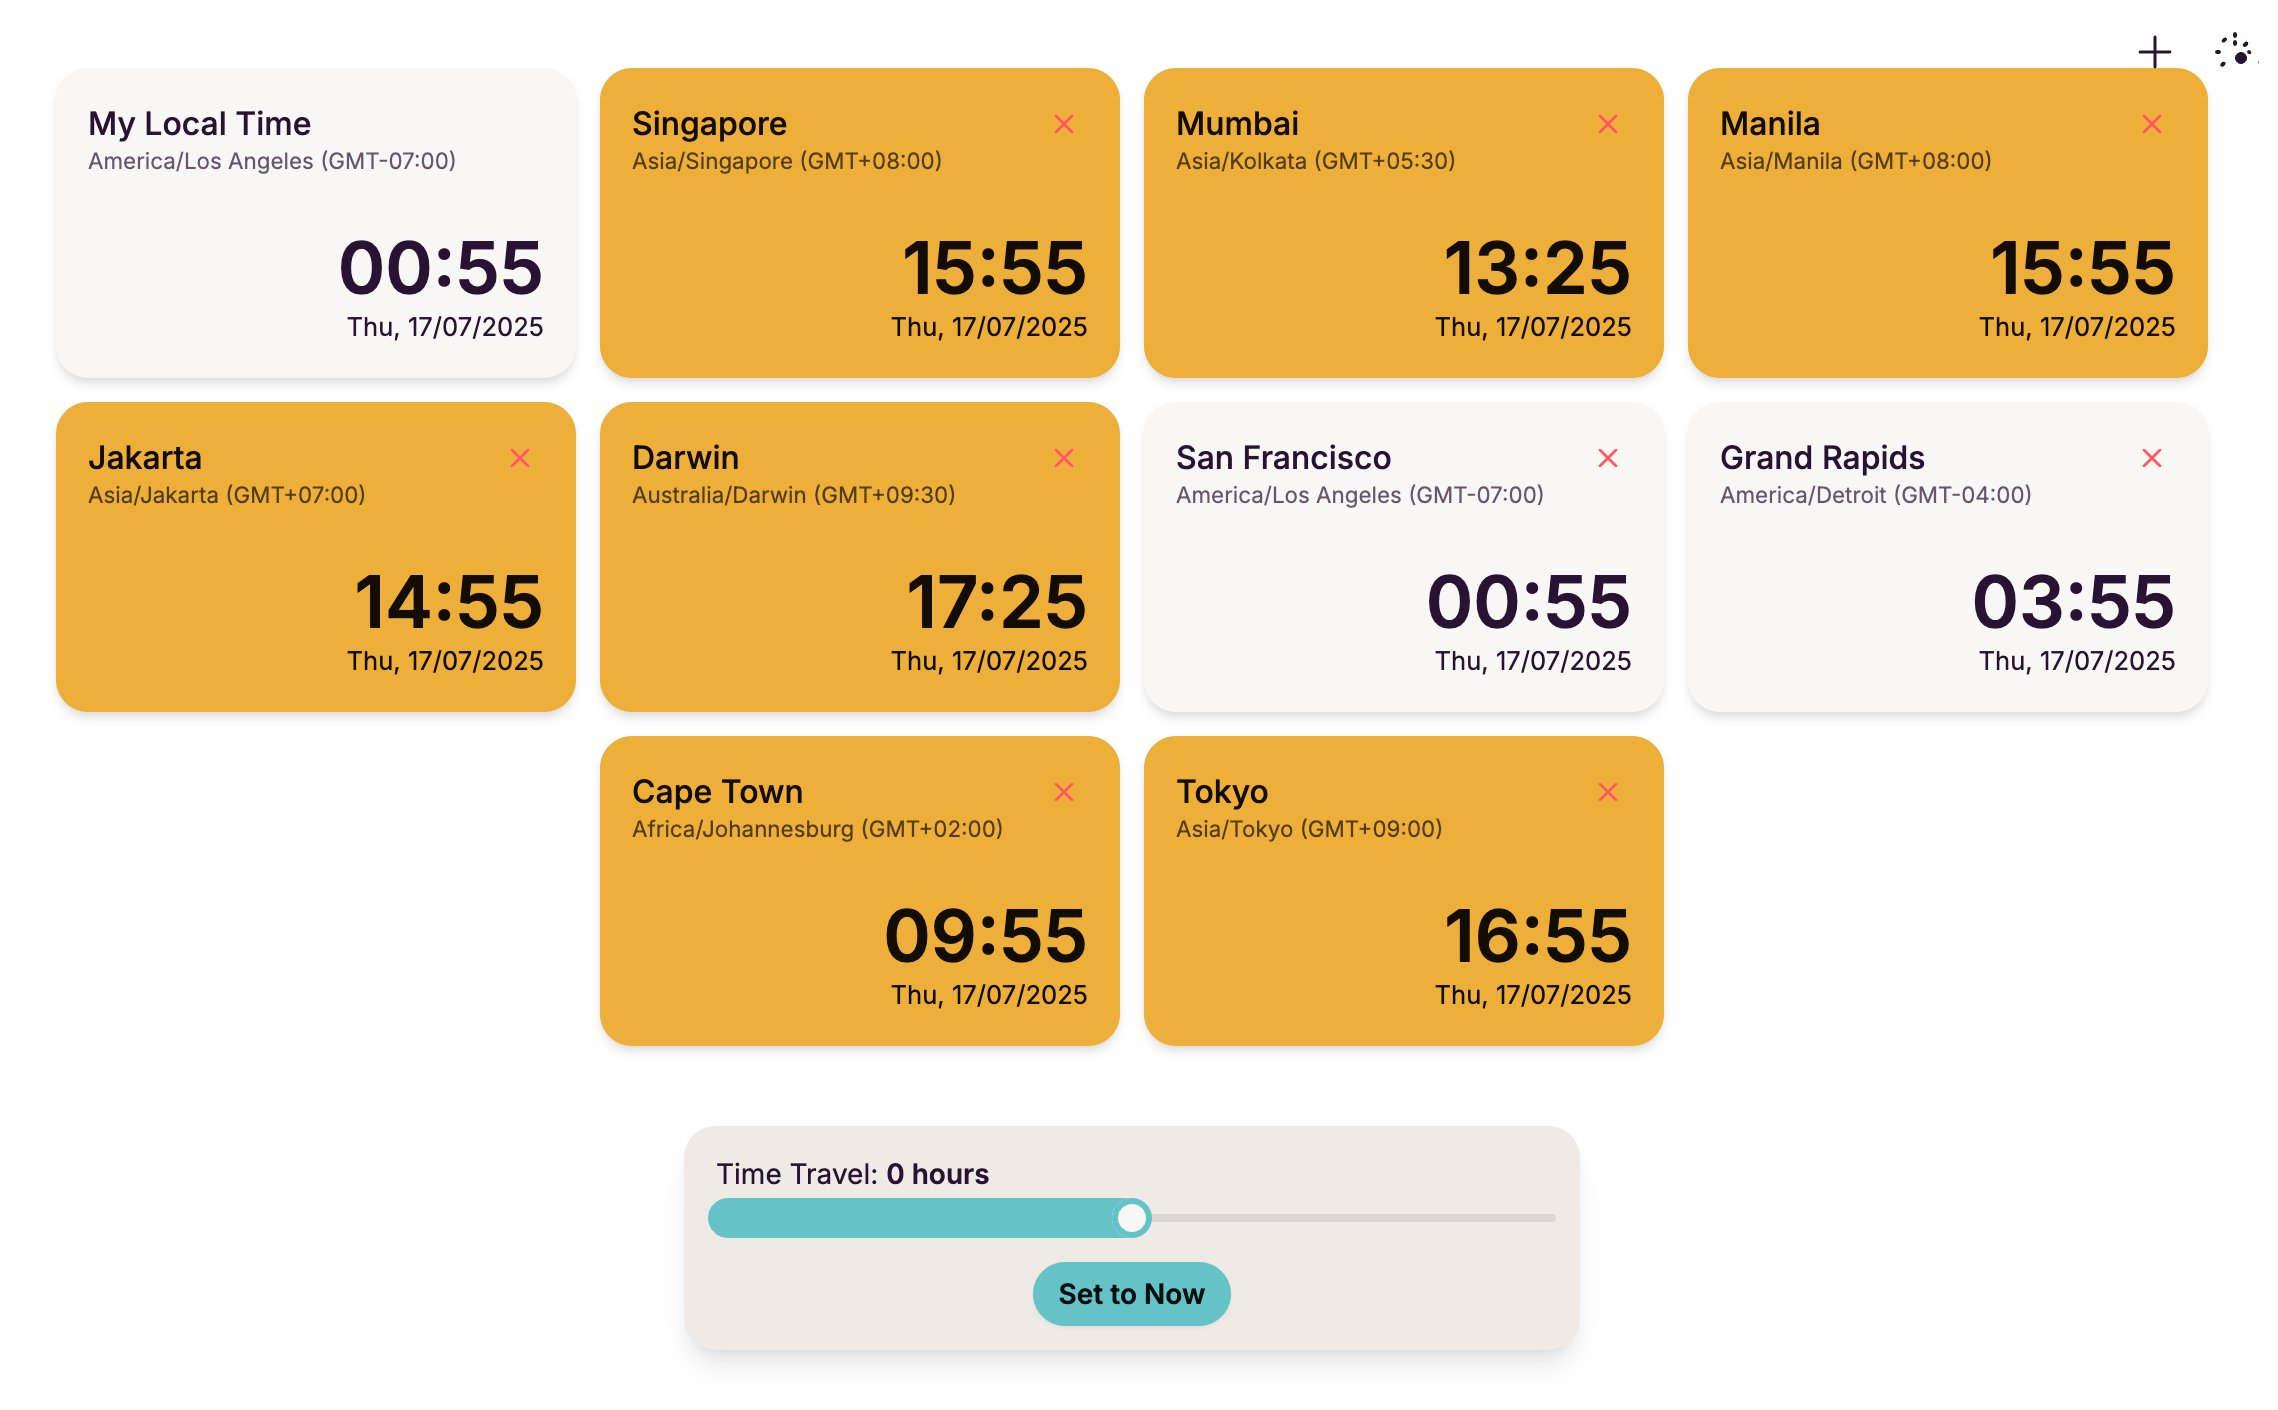 My Local Time
America/Los Angeles (GMT-07:00)
00:55
Thu, 17/07/2025
Singapore
Asia/Singapore (GMT+08:00)
15:55
Thu, 17/07/2025
Mumbai
Asia/Kolkata (GMT+05:30)
13:25
Thu, 17/07/2025
Manila
Asia/Manila (GMT+08:00)
15:55
Thu, 17/07/2025
Jakarta
Asia/Jakarta (GMT+07:00)
14:55
Thu, 17/07/2025
Darwin
Australia/Darwin (GMT+09:30)
17:25
Thu, 17/07/2025
San Francisco
America/Los Angeles (GMT-07:00)
00:55
Thu, 17/07/2025
Grand Rapids
America/Detroit (GMT-04:00)
03:55
Thu, 17/07/2025
Cape Town
Africa/Johannesburg (GMT+02:00)
09:55
Thu, 17/07/2025
Tokyo
Asia/Tokyo (GMT+09:00)
16:55
Thu, 17/07/2025
Time Travel: 0 hours
Set to Now